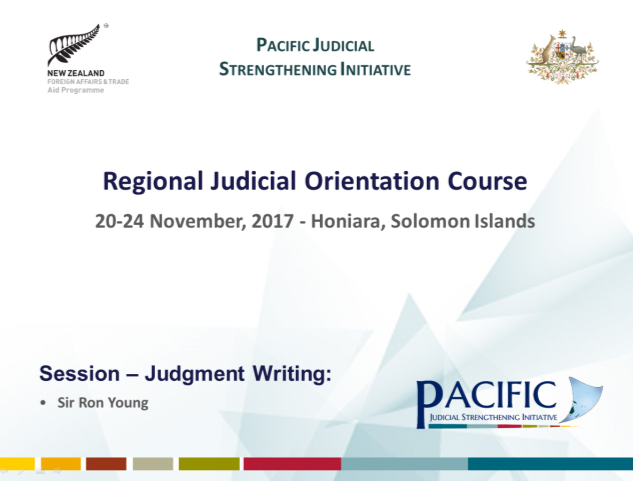 ®
NEW ZEALAND
FOREIGN AFFAIRS & TRADE
Aid Programme
PACIFIC JUDICIAL
STRENGTHENING INITIATIVE
Regional Judicial Orientation Course
20-24 November, 2017 - Honiara, Solomon Islands
Session – Judgment Writing:
• Sir Ron Young
PACIFIC
JUDICIAL STRENGTHENING INITIATIVE